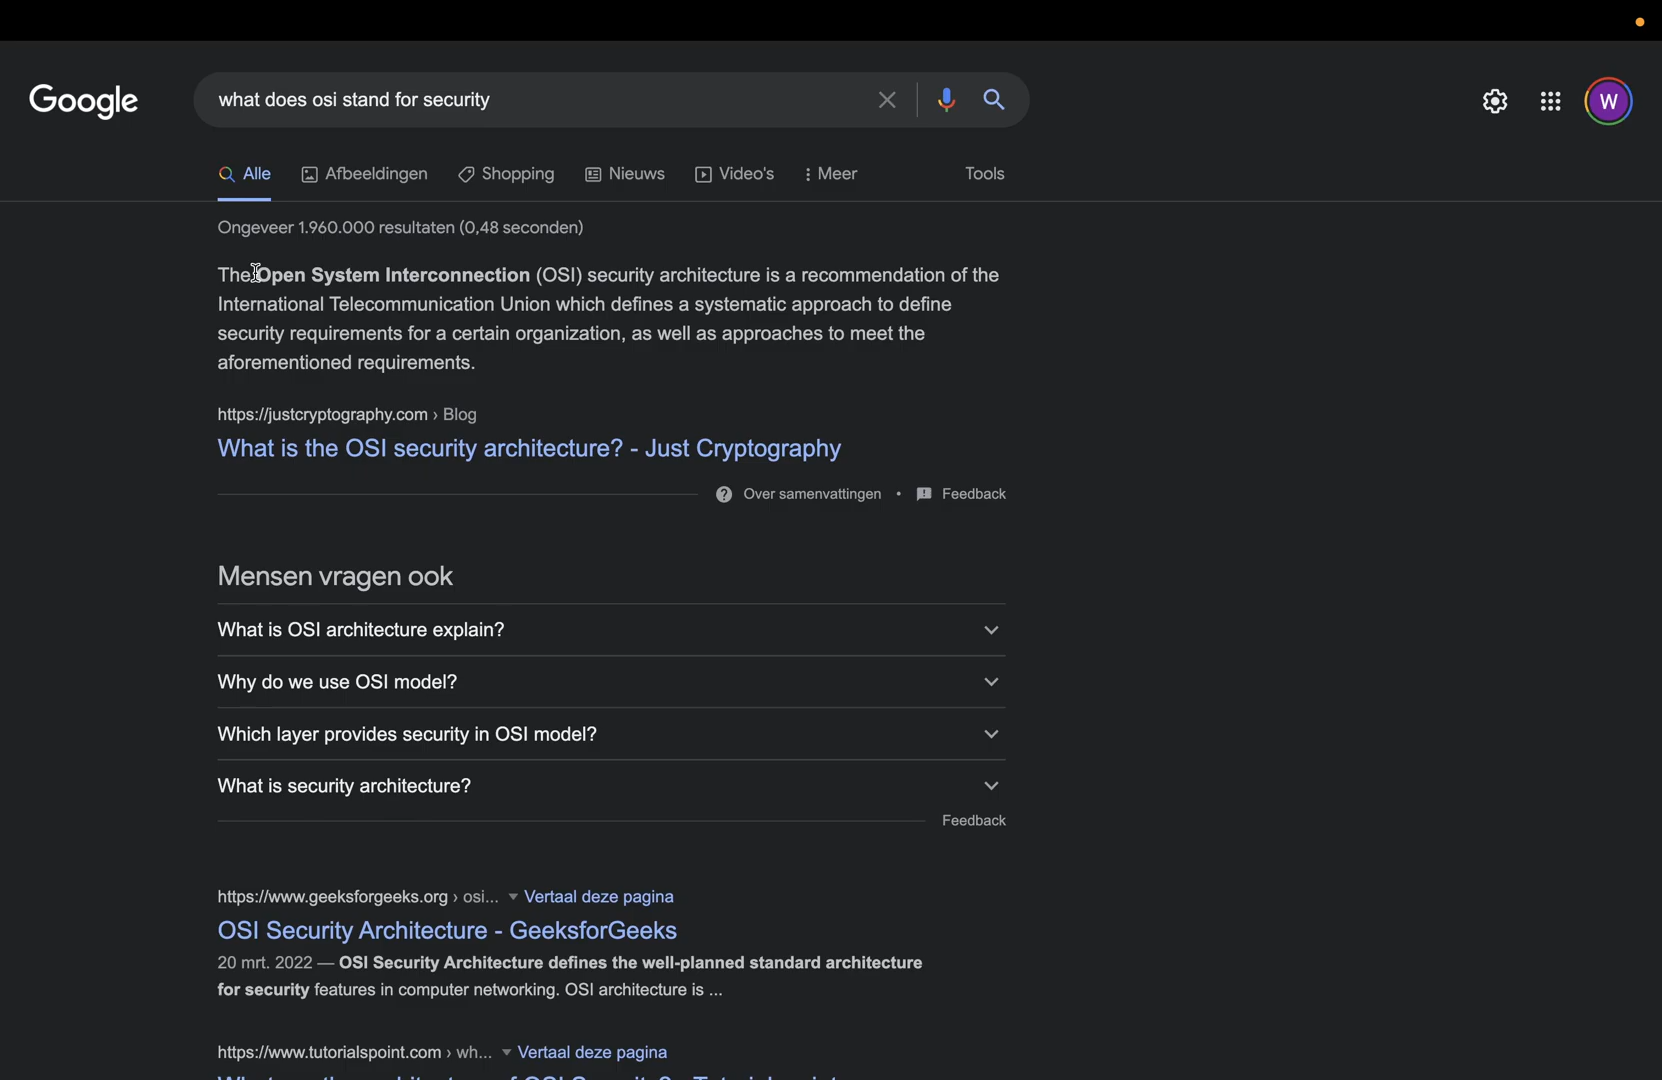 Google
what does osi stand for security
W
Alle Afbeeldingen Shopping Nieuws Video's Meer Tools
Ongeveer 1.960.000 resultaten (0,48 seconden)
The Open System Interconnection (OSI) security architecture is a recommendation of the
International Telecommunication Union which defines a systematic approach to define
security requirements for a certain organization, as well as approaches to meet the
aforementioned requirements.
https://justcryptography.com › Blog
What is the OSI security architecture? - Just Cryptography
Over samenvattingen • Feedback
Mensen vragen ook
What is OSI architecture explain?
Why do we use OSI model?
Which layer provides security in OSI model?
What is security architecture?
Feedback
https://www.geeksforgeeks.org › osi... Vertaal deze pagina
OSI Security Architecture - GeeksforGeeks
20 mrt. 2022 — OSI Security Architecture defines the well-planned standard architecture
for security features in computer networking. OSI architecture is ...
https://www.tutorialspoint.com › wh... Vertaal deze pagina